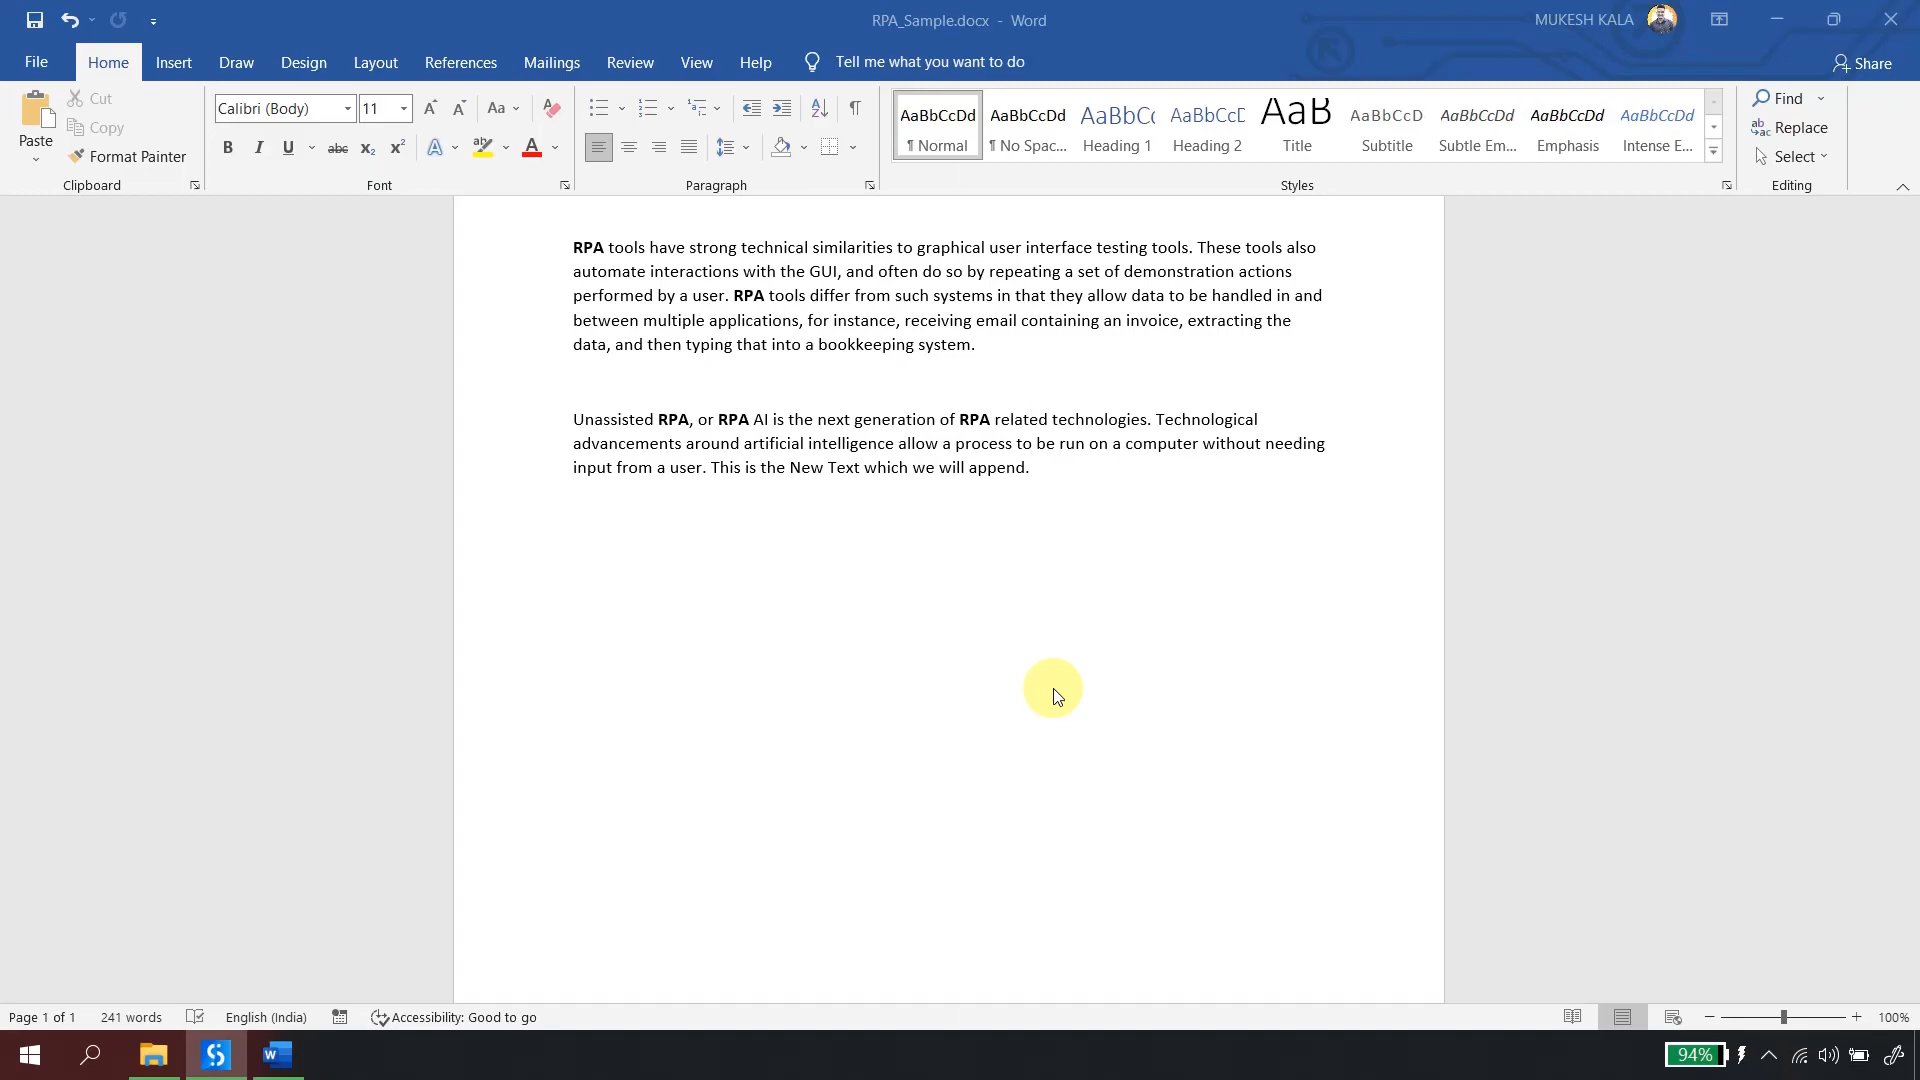 RPA_Sample.docx - Word
MUKESH KALA
File Home Insert Draw Design Layout References Mailings Review View Help Tell me what you want to do Share
Paste
Cut
Copy
Format Painter
Clipboard
Calibri (Body) 11
Font
Paragraph
AaBbCcDd AaBbCcDd AaBbC AaBbCcC AaB AaBbCcD AaBbCcDd AaBbCcDd AaBbCcDd
¶ Normal ¶ No Spac... Heading 1 Heading 2 Title Subtitle Subtle Em... Emphasis Intense E...
Styles
Find
Replace
Select
Editing
RPA tools have strong technical similarities to graphical user interface testing tools. These tools also
automate interactions with the GUI, and often do so by repeating a set of demonstration actions
performed by a user. RPA tools differ from such systems in that they allow data to be handled in and
between multiple applications, for instance, receiving email containing an invoice, extracting the
data, and then typing that into a bookkeeping system.
Unassisted RPA, or RPA AI is the next generation of RPA related technologies. Technological
advancements around artificial intelligence allow a process to be run on a computer without needing
input from a user. This is the New Text which we will append.
Page 1 of 1 241 words English (India) Accessibility: Good to go 100%
94%